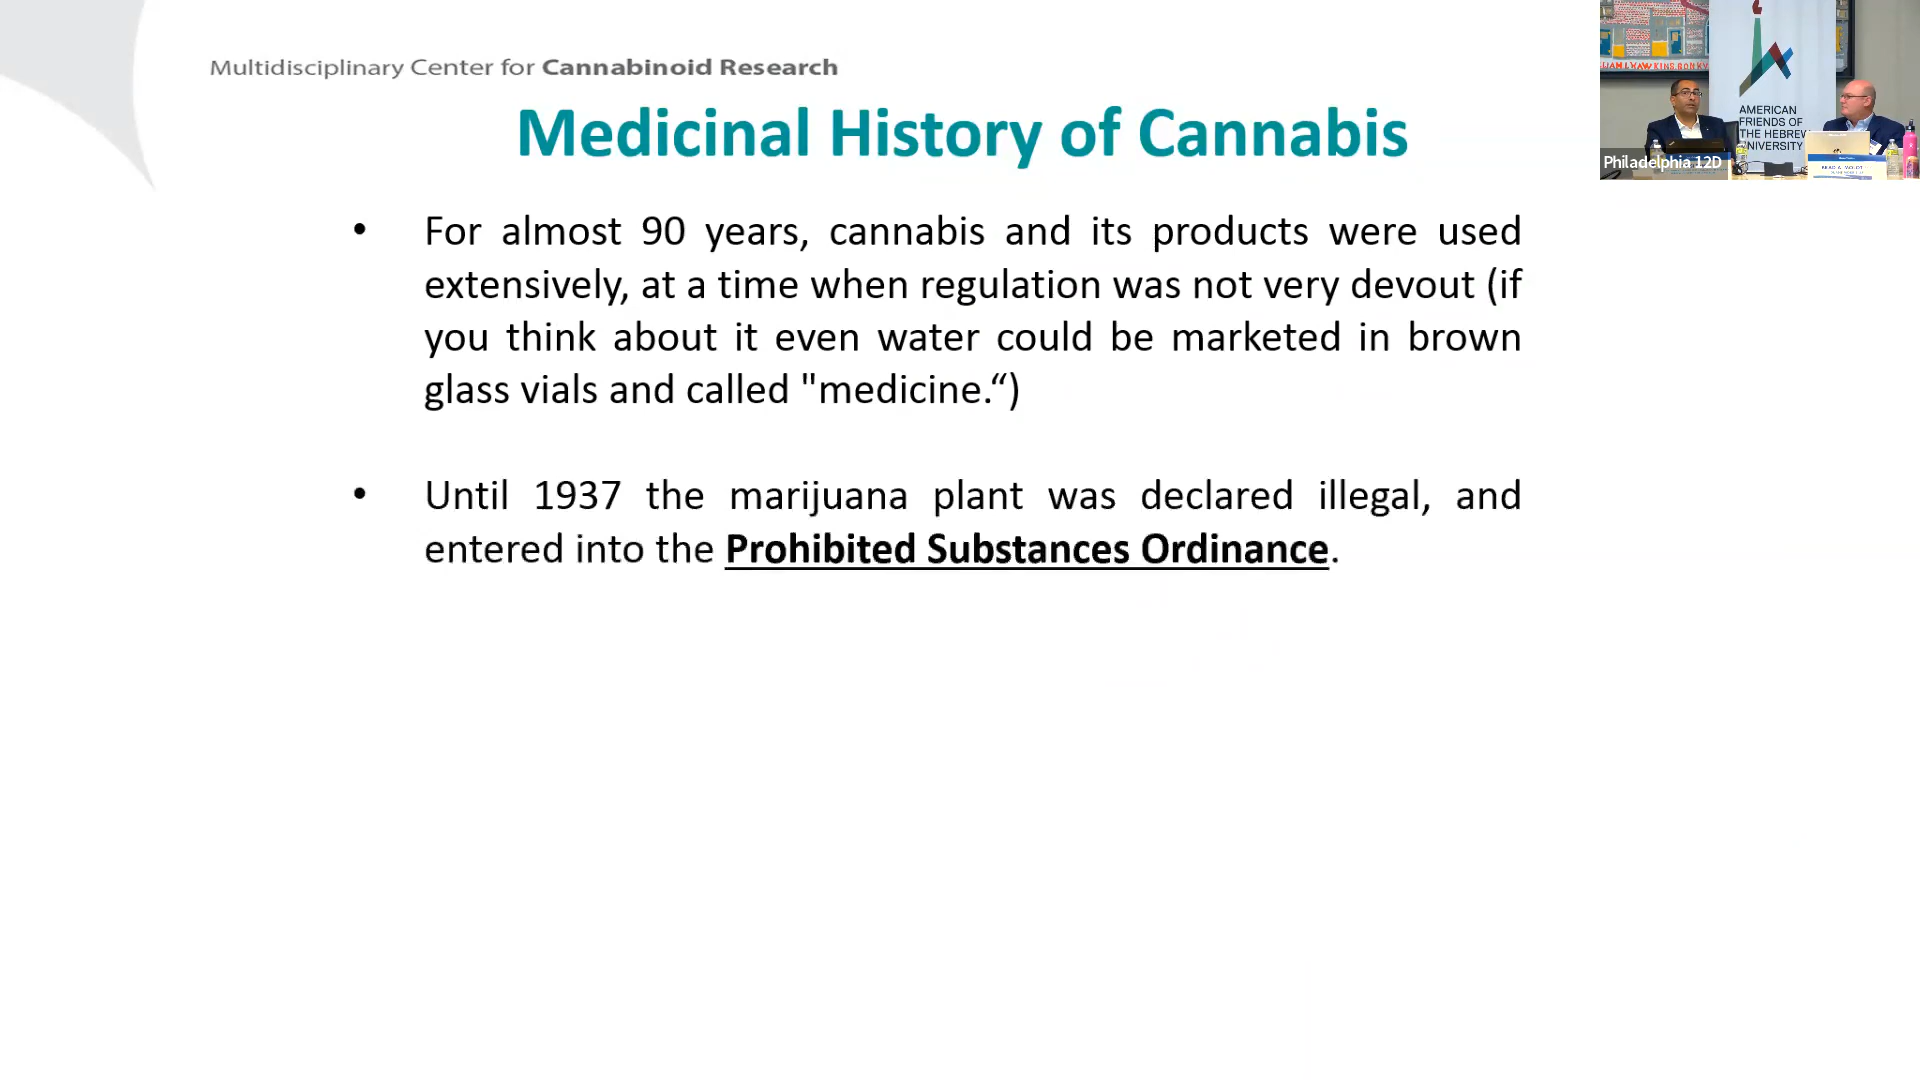 Multidisciplinary Center for Cannabinoid Research
Medicinal History of Cannabis
• For almost 90 years, cannabis and its products were used
extensively, at a time when regulation was not very devout (if
you think about it even water could be marketed in brown
glass vials and called "medicine.“)
• Until 1937 the marijuana plant was declared illegal, and
entered into the Prohibited Substances Ordinance.
AMERICAN
FRIENDS OF
THE HEBREW
UNIVERSITY
Philadelphia 12D